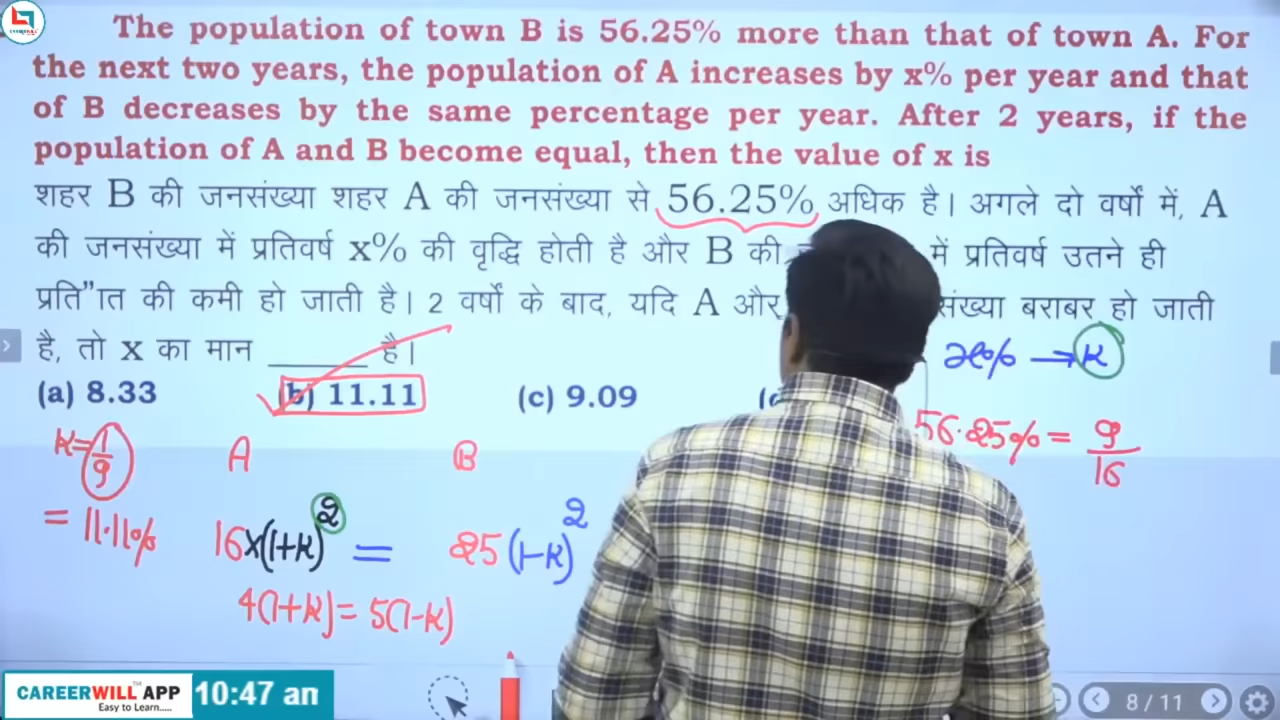 The population of town B is 56.25% more than that of town A. For
the next two years, the population of A increases by x% per year and that
of B decreases by the same percentage per year. After 2 years, if the
population of A and B become equal, then the value of x is
शहर B की जनसंख्या शहर A की जनसंख्या से 56.25% अधिक है। अगले दो वर्षों में, A
की जनसंख्या में प्रतिवर्ष x% की वृद्धि होती है और B की में प्रतिवर्ष उतने ही
प्रति”ात की कमी हो जाती है। 2 वर्षों के बाद, यदि A और संख्या बराबर हो जाती
है, तो x का मान ______ है।
(a) 8.33 (b) 11.11 (c) 9.09
x% → K
56.25% = 9/16
K = 1/9
= 11.11%
A B
16×(1+K)² = 25(1-K)²
4(1+K) = 5(1-K)
CAREERWILL APP
Easy to Learn.....
10:47 an
8 / 11